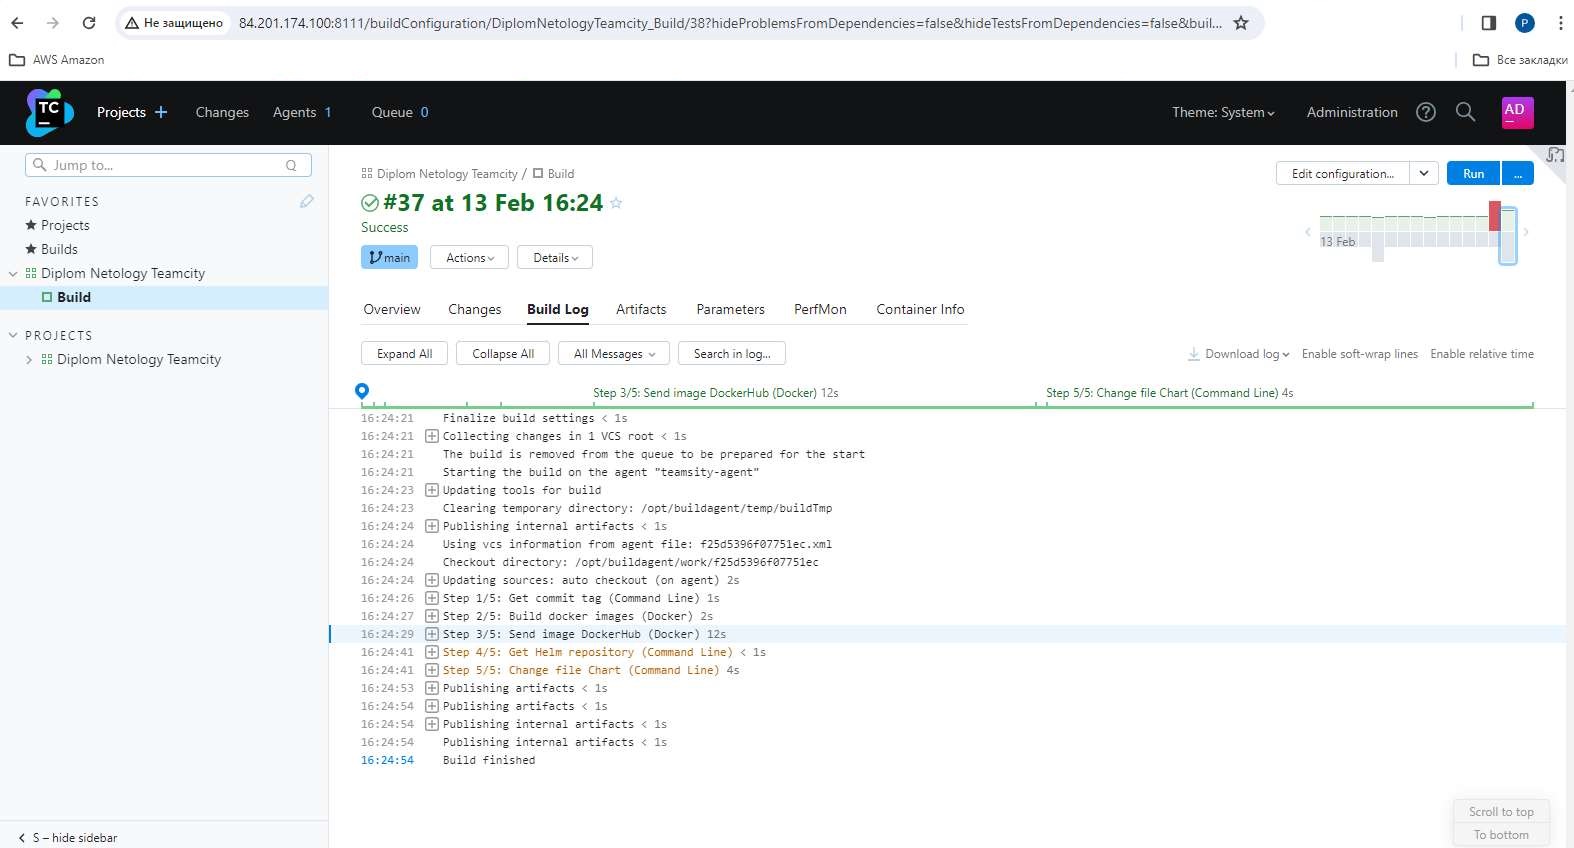 Не защищено 84.201.174.100:8111/buildConfiguration/DiplomNetologyTeamcity_Build/38?hideProblemsFromDependencies=false&hideTestsFromDependencies=false&buil...
P
AWS Amazon
Все закладки
TC
Projects
Changes
Agents 1
Queue 0
Theme: System
Administration
AD
Jump to... Q
FAVORITES
Projects
Builds
Diplom Netology Teamcity
Build
PROJECTS
Diplom Netology Teamcity
S – hide sidebar
Diplom Netology Teamcity / Build
Edit configuration...
Run
...
#37 at 13 Feb 16:24
Success
13 Feb
main
Actions
Details
Overview
Changes
Build Log
Artifacts
Parameters
PerfMon
Container Info
Expand All
Collapse All
All Messages
Search in log...
Download log
Enable soft-wrap lines
Enable relative time
Step 3/5: Send image DockerHub (Docker) 12s
Step 5/5: Change file Chart (Command Line) 4s
16:24:21 Finalize build settings < 1s
16:24:21 Collecting changes in 1 VCS root < 1s
16:24:21 The build is removed from the queue to be prepared for the start
16:24:21 Starting the build on the agent "teamsity-agent"
16:24:23 Updating tools for build
16:24:23 Clearing temporary directory: /opt/buildagent/temp/buildTmp
16:24:24 Publishing internal artifacts < 1s
16:24:24 Using vcs information from agent file: f25d5396f07751ec.xml
16:24:24 Checkout directory: /opt/buildagent/work/f25d5396f07751ec
16:24:24 Updating sources: auto checkout (on agent) 2s
16:24:26 Step 1/5: Get commit tag (Command Line) 1s
16:24:27 Step 2/5: Build docker images (Docker) 2s
16:24:29 Step 3/5: Send image DockerHub (Docker) 12s
16:24:41 Step 4/5: Get Helm repository (Command Line) < 1s
16:24:41 Step 5/5: Change file Chart (Command Line) 4s
16:24:53 Publishing artifacts < 1s
16:24:54 Publishing artifacts < 1s
16:24:54 Publishing internal artifacts < 1s
16:24:54 Publishing internal artifacts < 1s
16:24:54 Build finished
Scroll to top
To bottom